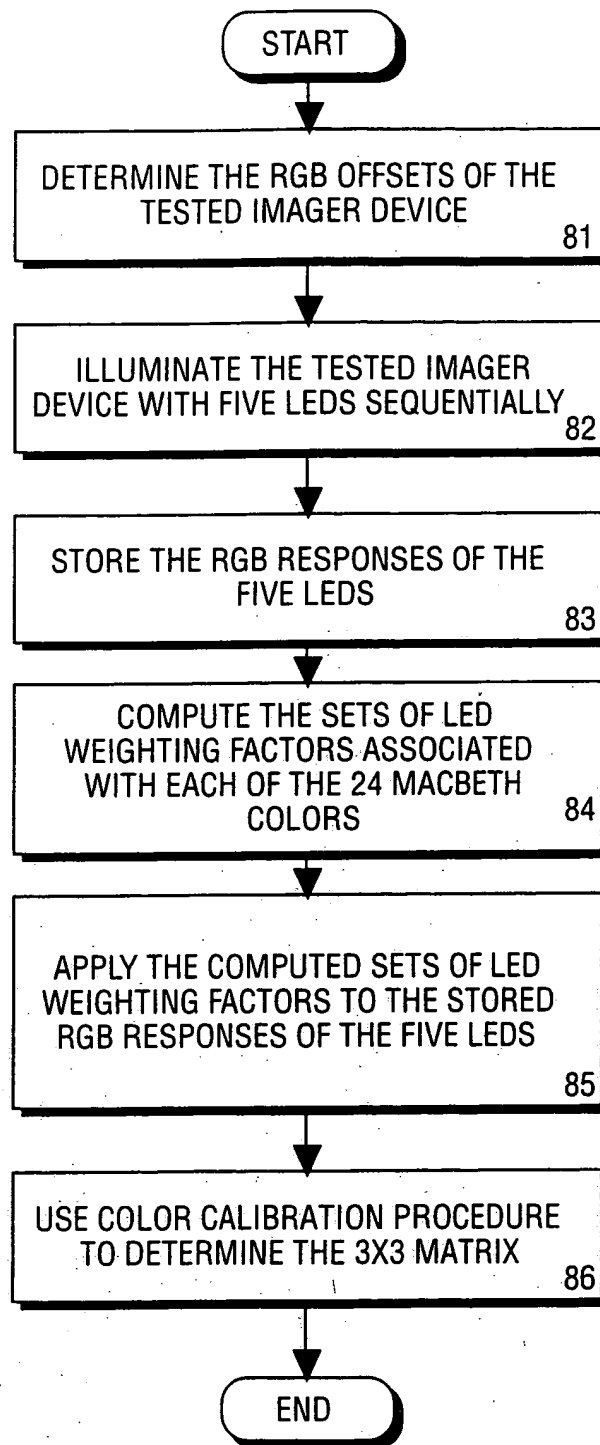 START
DETERMINE THE RGB OFFSETS OF THE
TESTED IMAGER DEVICE
81
ILLUMINATE THE TESTED IMAGER
DEVICE WITH FIVE LEDS SEQUENTIALLY
82
STORE THE RGB RESPONSES OF THE
FIVE LEDS
83
COMPUTE THE SETS OF LED
WEIGHTING FACTORS ASSOCIATED
WITH EACH OF THE 24 MACBETH
COLORS
84
APPLY THE COMPUTED SETS OF LED
WEIGHTING FACTORS TO THE STORED
RGB RESPONSES OF THE FIVE LEDS
85
USE COLOR CALIBRATION PROCEDURE
TO DETERMINE THE 3X3 MATRIX
86
END